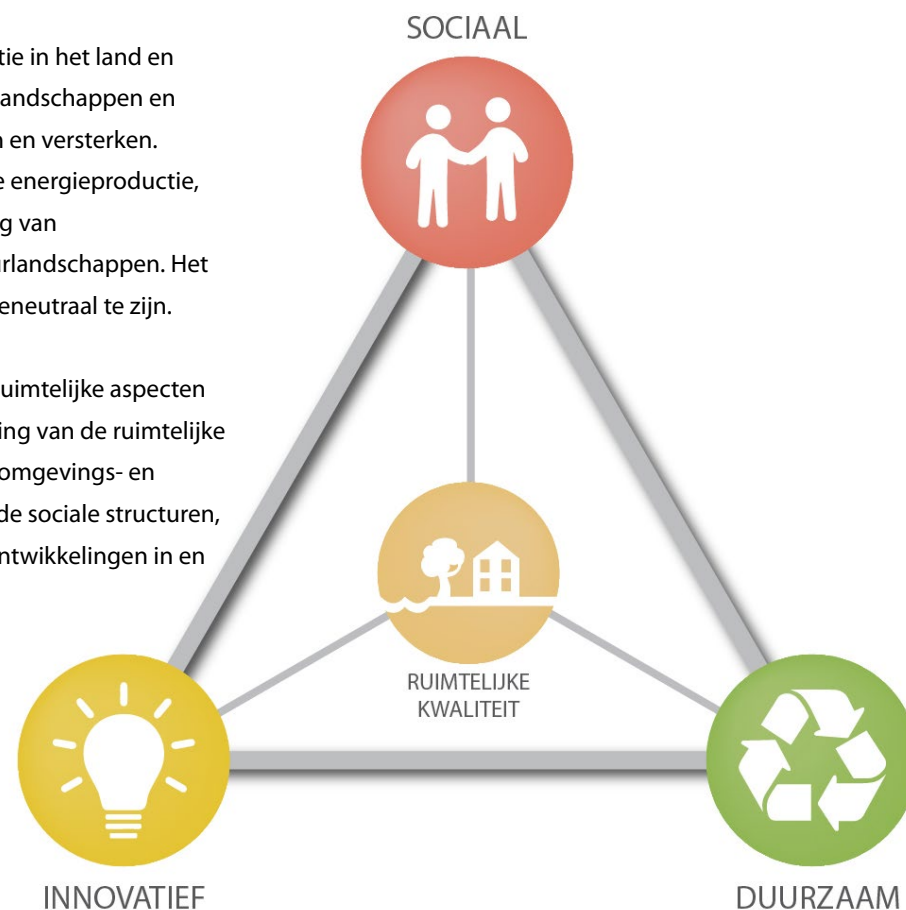 SOCIAAL
tie in het land en
landschappen en
n en versterken.
e energieproductie,
g van
rlandschappen. Het
eneutraal te zijn.
uimtelijke aspecten
ing van de ruimtelijke
omgevings- en
de sociale structuren,
ntwikkelingen in en
RUIMTELIJKE
KWALITEIT
INNOVATIEF
DUURZAAM